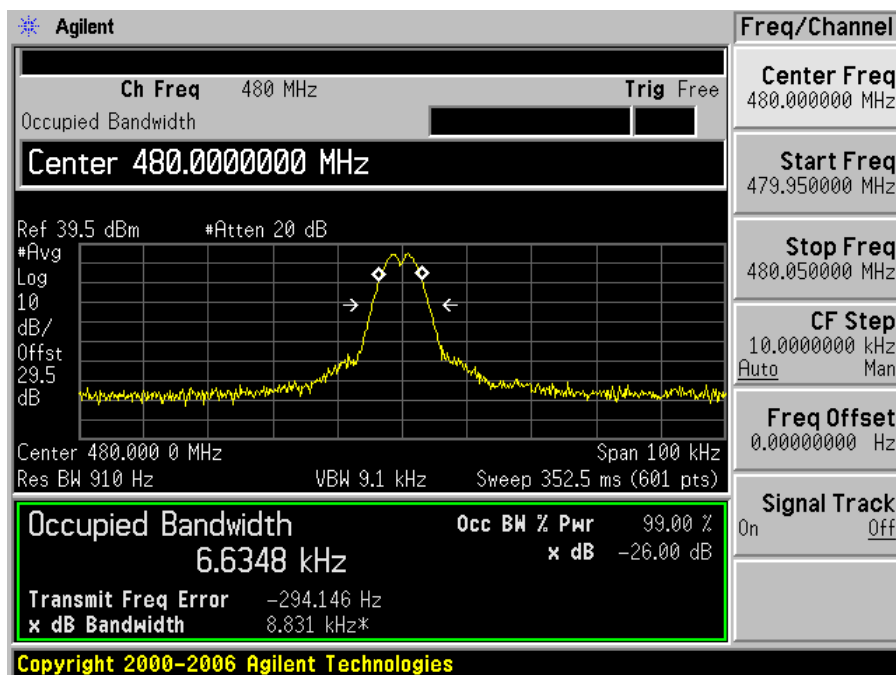 Agilent
Freq/Channel
Ch Freq 480 MHz Trig Free
Occupied Bandwidth
Center 480.0000000 MHz
Ref 39.5 dBm #Atten 20 dB
#Avg
Log
10
dB/
Offst
29.5
dB
Center 480.000 0 MHz Span 100 kHz
Res BW 910 Hz VBW 9.1 kHz Sweep 352.5 ms (601 pts)
Occupied Bandwidth Occ BW % Pwr 99.00 %
6.6348 kHz x dB -26.00 dB
Transmit Freq Error -294.146 Hz
x dB Bandwidth 8.831 kHz*
Copyright 2000-2006 Agilent Technologies
Center Freq
480.000000 MHz
Start Freq
479.950000 MHz
Stop Freq
480.050000 MHz
CF Step
10.0000000 kHz
Auto Man
Freq Offset
0.00000000 Hz
Signal Track
On Off